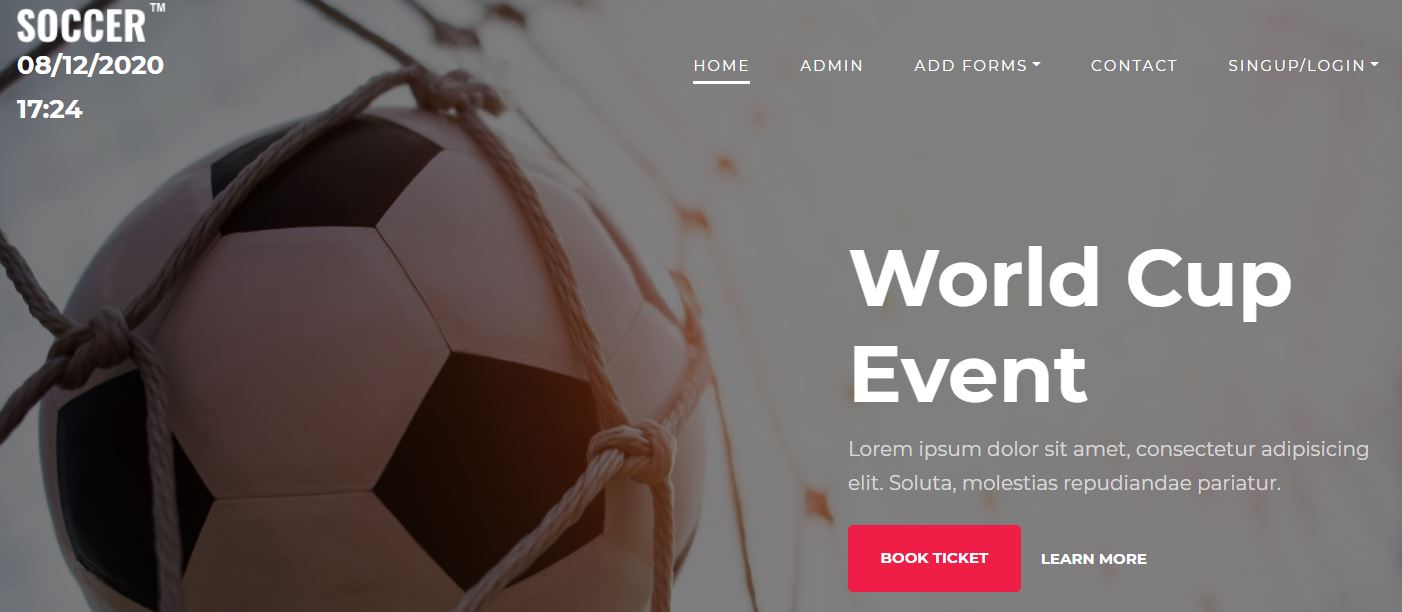 SOCCER™
08/12/2020
17:24
HOME ADMIN ADD FORMS CONTACT SINGUP/LOGIN
World Cup
Event
Lorem ipsum dolor sit amet, consectetur adipisicing
elit. Soluta, molestias repudiandae pariatur.
BOOK TICKET LEARN MORE